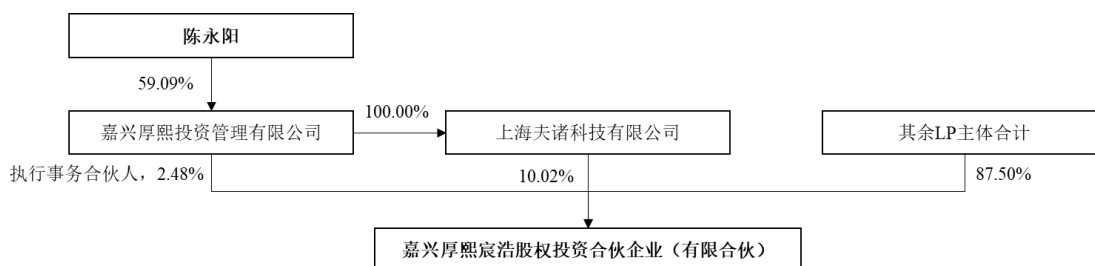 陈永阳
59.09%
嘉兴厚熙投资管理有限公司
100.00%
上海夫诸科技有限公司
其余LP主体合计
执行事务合伙人，2.48%
10.02%
87.50%
嘉兴厚熙宸浩股权投资合伙企业（有限合伙）